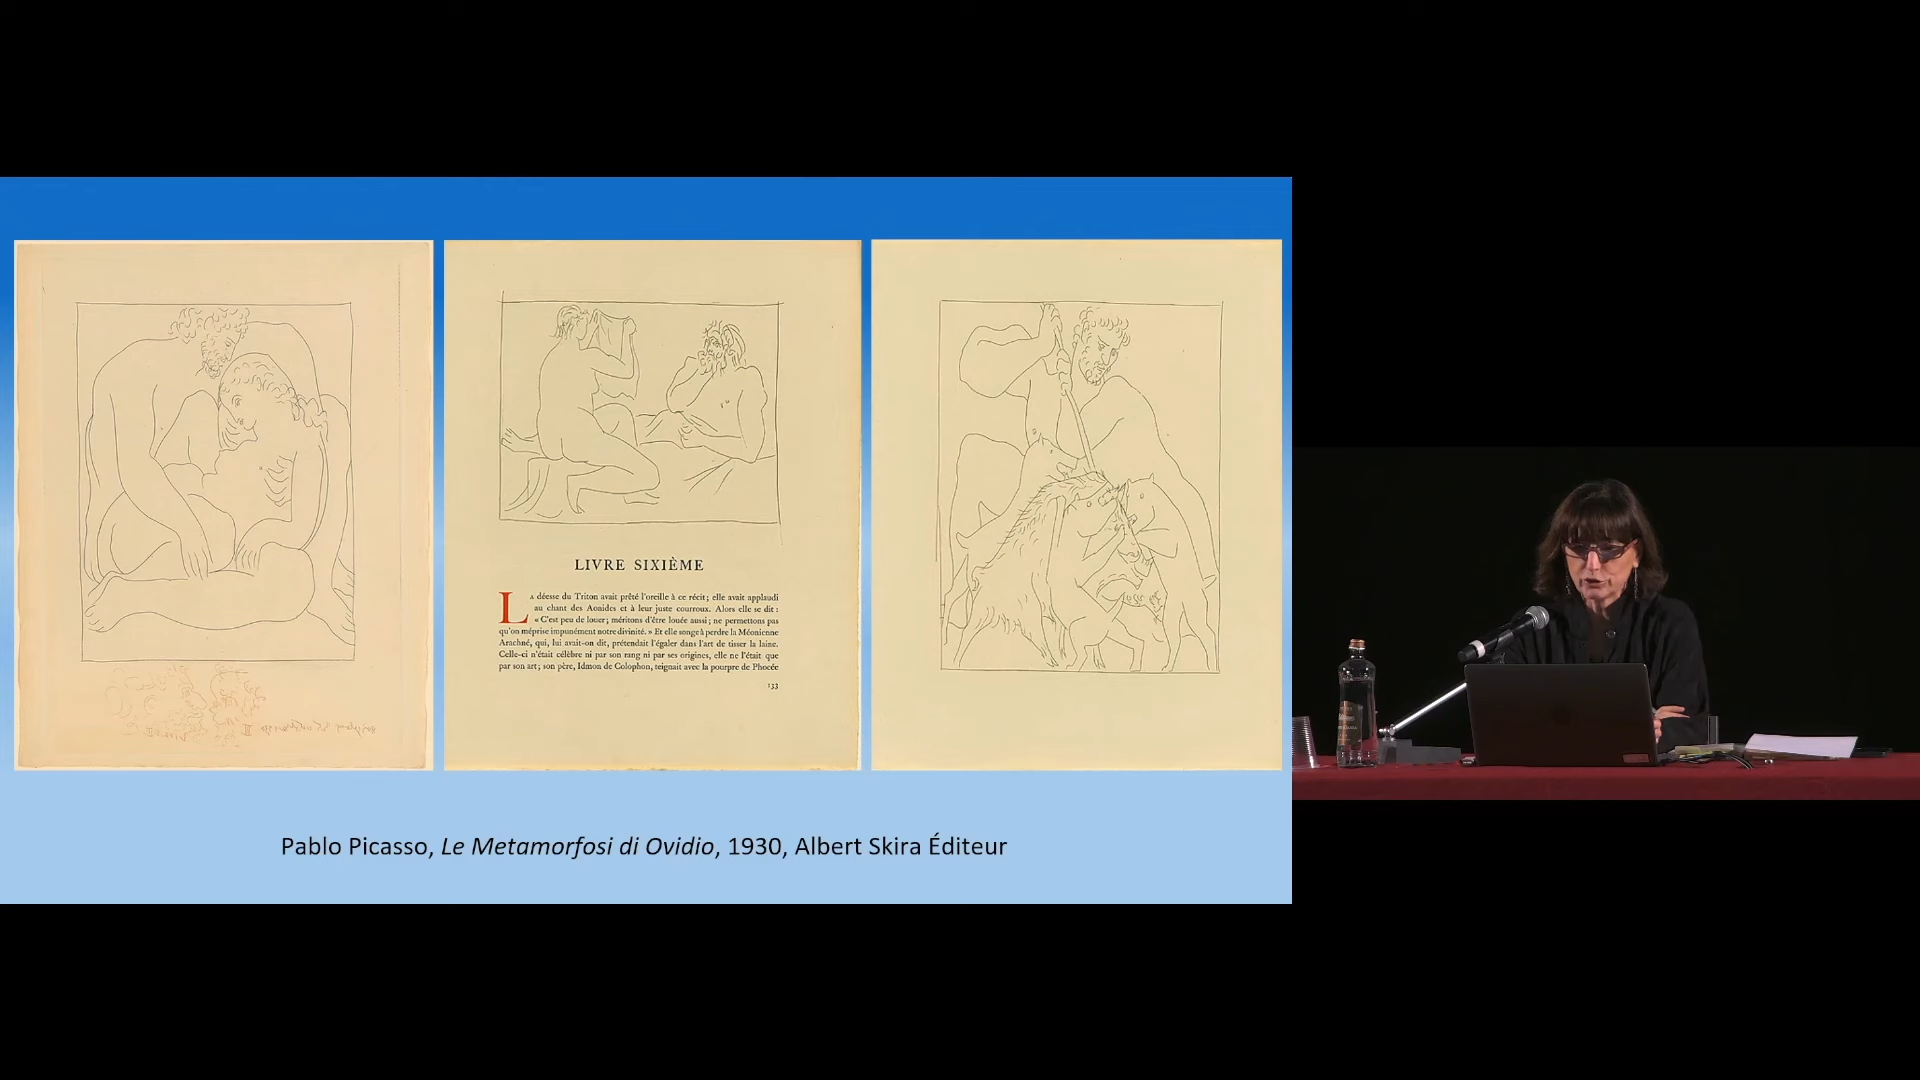 LIVRE SIXIÈME
LA déesse du Triton avait prêté l'oreille à ce récit; elle avait applaudi
au chant des Aonides et à leur juste courroux. Alors elle se dit :
« C'est peu de louer; méritons d'être louée aussi; ne permettons pas
qu'on méprise impunément notre divinité. » Et elle songe à perdre la Méonienne
Arachné, qui, lui avait-on dit, prétendait l'égaler dans l'art de tisser la laine.
Celle-ci n'était célèbre ni par son rang ni par ses origines, elle ne l'était que
par son art; son père, Idmon de Colophon, teignait avec la pourpre de Phocée
133
Pablo Picasso, Le Metamorfosi di Ovidio, 1930, Albert Skira Éditeur